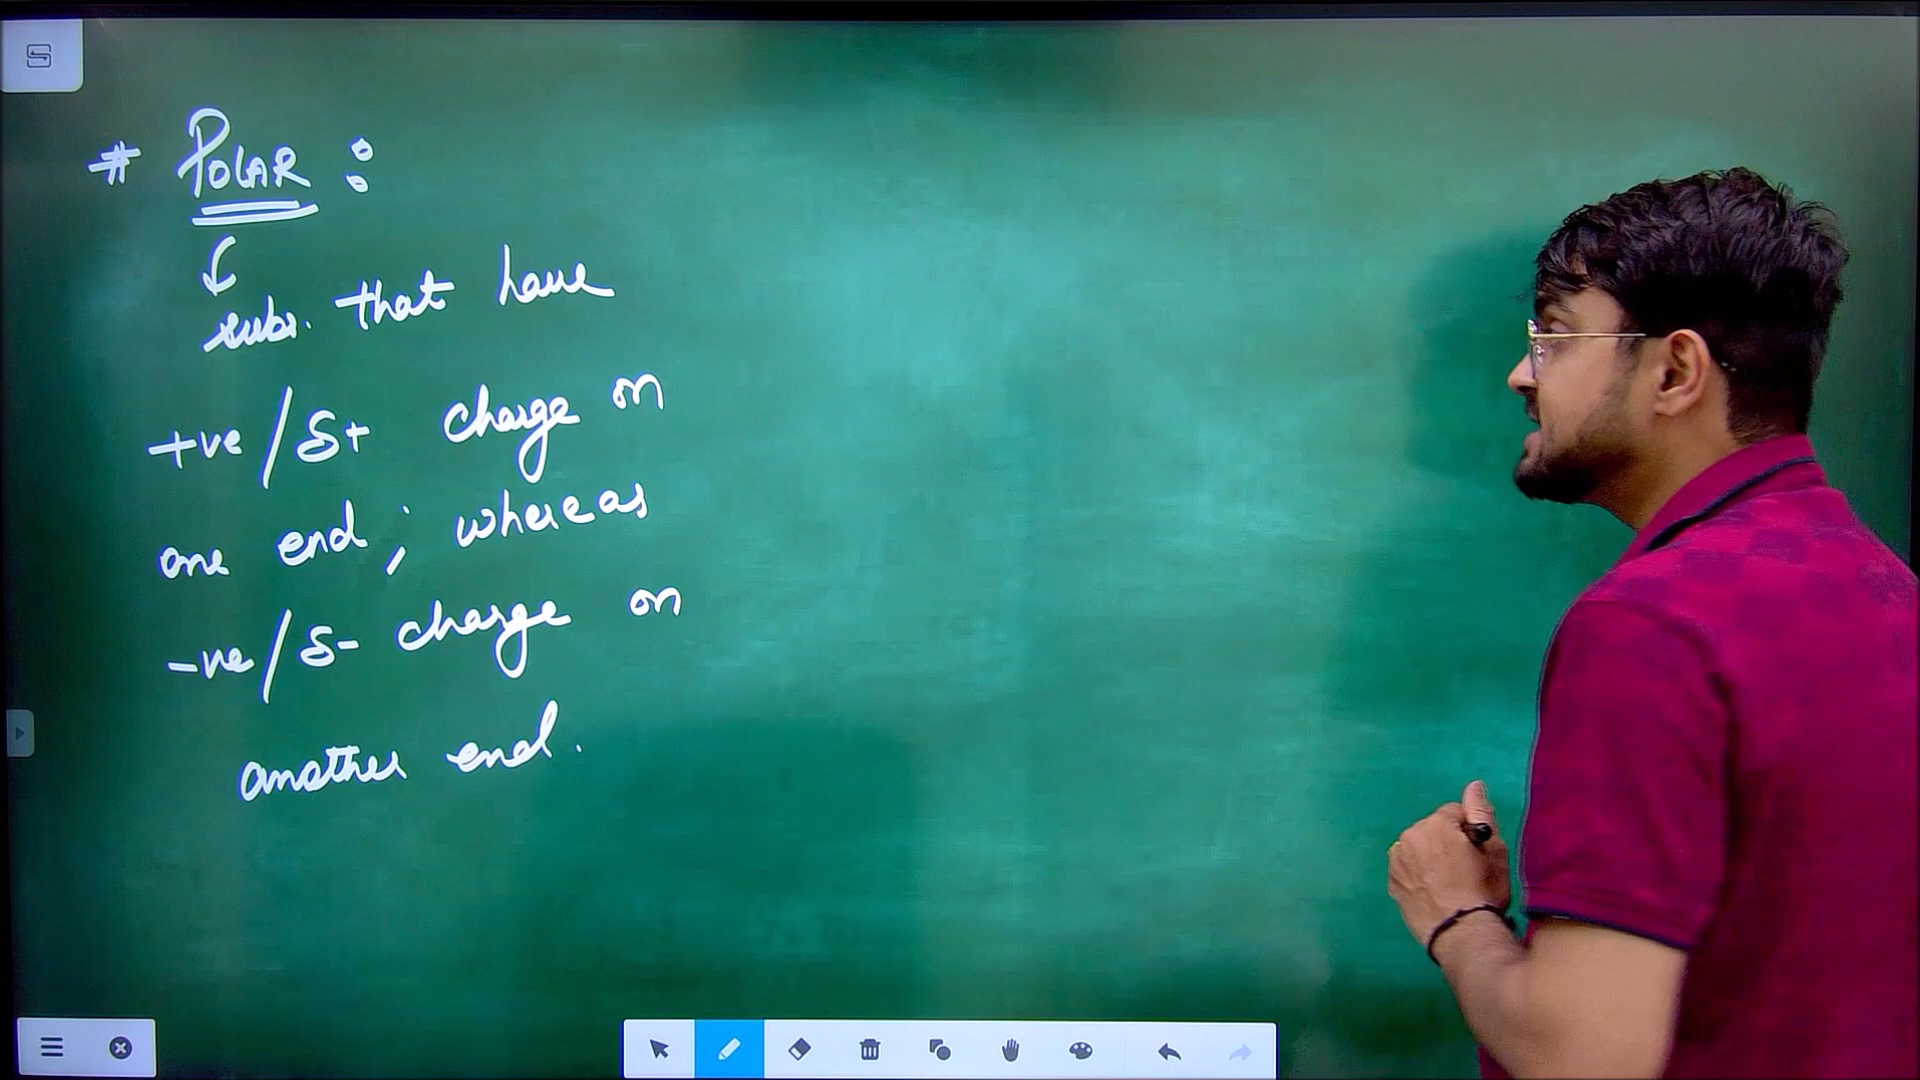 # POLAR :
subs. that have
+ve / δ+ charge on
one end ; whereas
-ve / δ- charge on
another end.